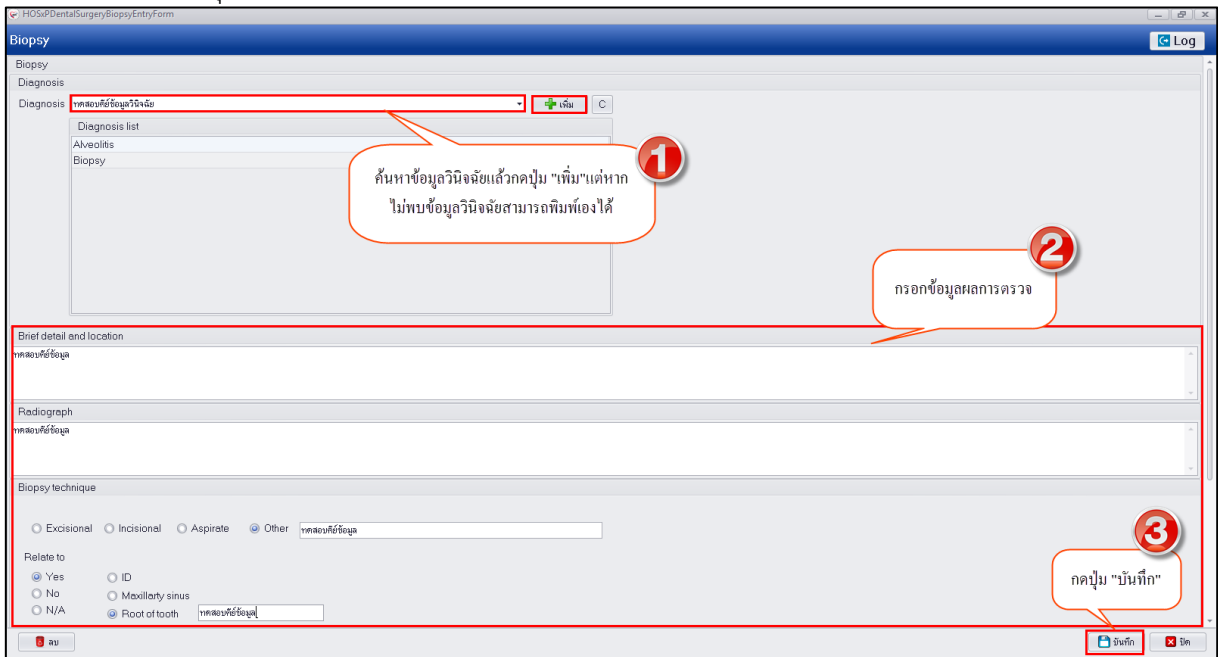 HOSxPDentalSurgeryBiopsyEntryForm
Biopsy
Log
Biopsy
Diagnosis
Diagnosis ทดสอบคีย์ข้อมูลวินิจฉัย เพิ่ม C
Diagnosis list
Alveolitis
Biopsy
1
ค้นหาข้อมูลวินิจฉัยแล้วกดปุ่ม "เพิ่ม"แต่หาก
ไม่พบข้อมูลวินิจฉัยสามารถพิมพ์เองได้
2
กรอกข้อมูลผลการตรวจ
Brief detail and location
ทดสอบคีย์ข้อมูล
Radiograph
ทดสอบคีย์ข้อมูล
Biopsy technique
Excisional Incisional Aspirate Other ทดสอบคีย์ข้อมูล
3
Relate to
Yes ID
No Maxillarty sinus
N/A Root of tooth ทดสอบคีย์ข้อมูล
กดปุ่ม "บันทึก"
ลบ บันทึก ปิด